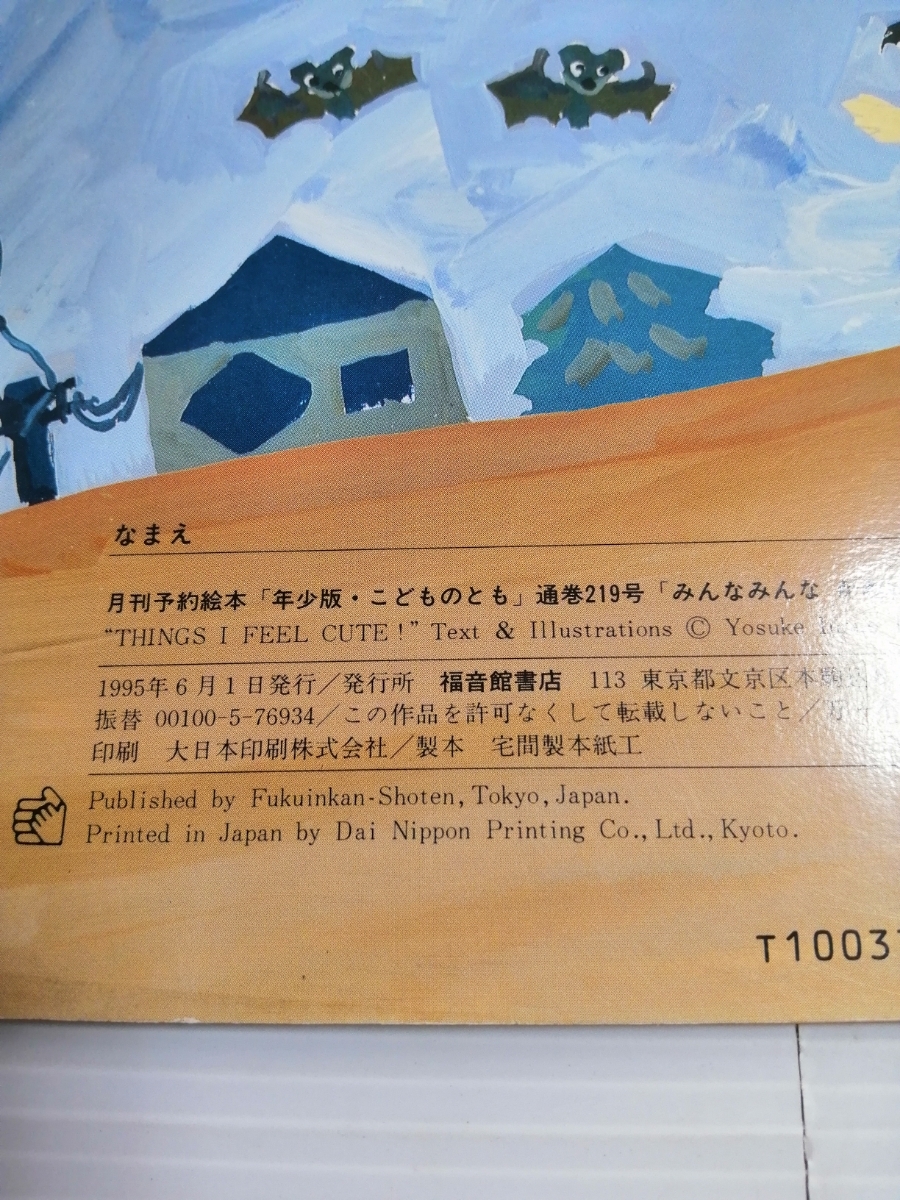 なまえ
月刊予約絵本「年少版・こどものとも」通巻219号「みんなみんな
“THINGS I FEEL CUTE!” Text & Illustrations © Yosuke
1995年6月1日発行／発行所 福音館書店 113 東京都文京区本
振替 00100-5-76934／この作品を許可なくして転載しないこと／
印刷 大日本印刷株式会社／製本 宅間製本紙工
Published by Fukuinkan-Shoten, Tokyo, Japan.
Printed in Japan by Dai Nippon Printing Co., Ltd., Kyoto.
T1003